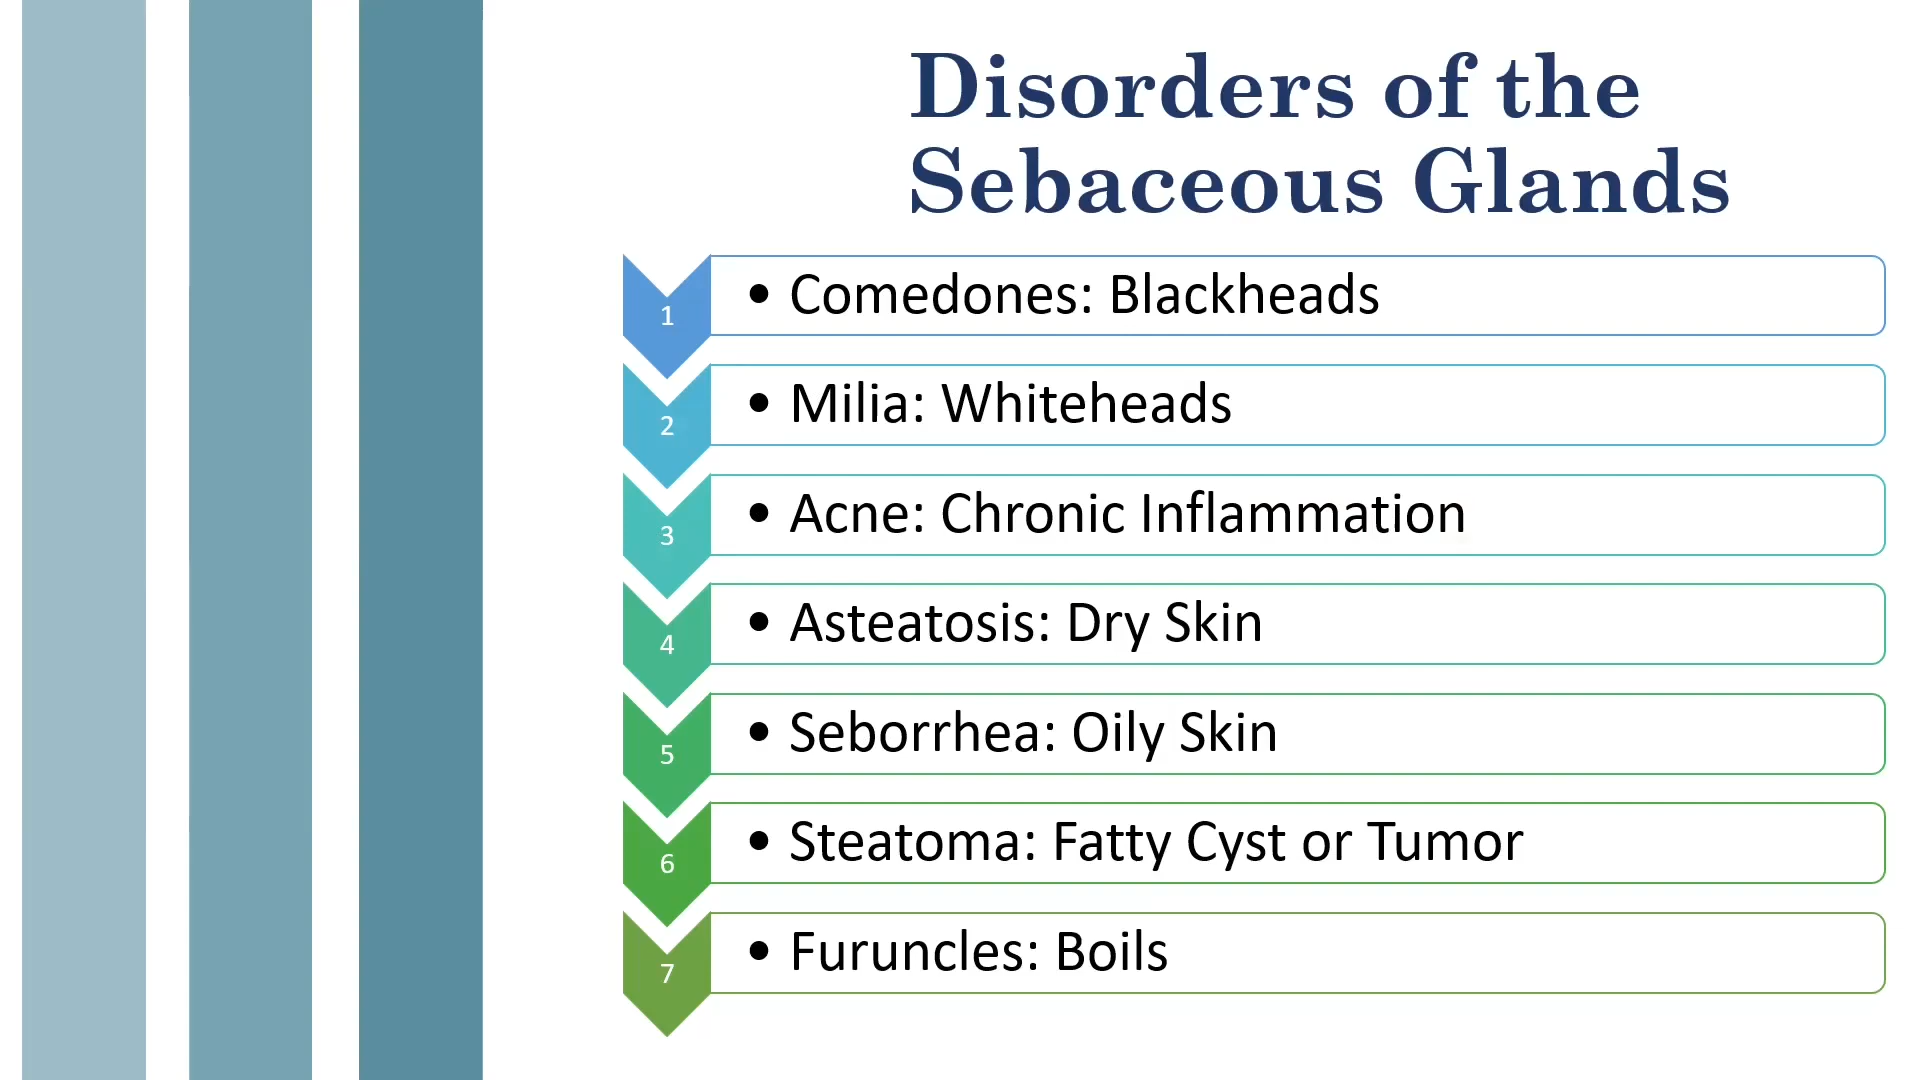 Disorders of the
Sebaceous Glands
1 • Comedones: Blackheads
2 • Milia: Whiteheads
3 • Acne: Chronic Inflammation
4 • Asteatosis: Dry Skin
5 • Seborrhea: Oily Skin
6 • Steatoma: Fatty Cyst or Tumor
7 • Furuncles: Boils